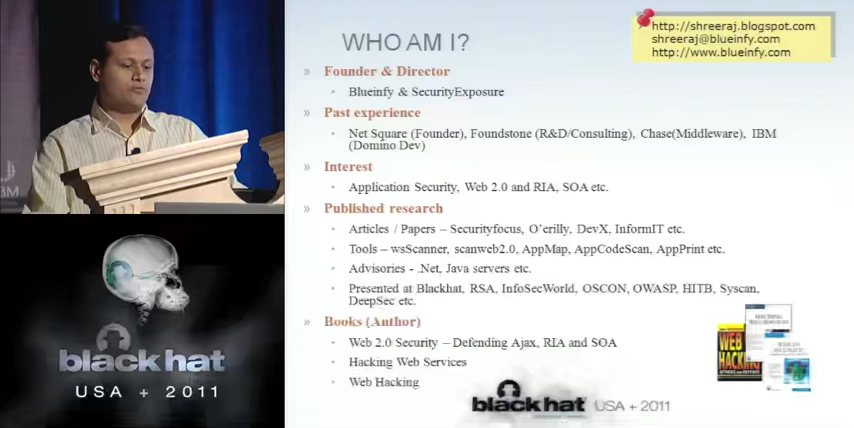 WHO AM I?
http://shreeraj.blogspot.com
shreeraj@blueinfy.com
http://www.blueinfy.com
» Founder & Director
• Blueinfy & SecurityExposure
» Past experience
• Net Square (Founder), Foundstone (R&D/Consulting), Chase(Middleware), IBM
(Domino Dev)
» Interest
• Application Security, Web 2.0 and RIA, SOA etc.
» Published research
• Articles / Papers – Securityfocus, O'erilly, DevX, InformIT etc.
• Tools – wsScanner, scanweb2.0, AppMap, AppCodeScan, AppPrint etc.
• Advisories - .Net, Java servers etc.
• Presented at Blackhat, RSA, InfoSecWorld, OSCON, OWASP, HITB, Syscan,
DeepSec etc.
» Books (Author)
• Web 2.0 Security – Defending Ajax, RIA and SOA
• Hacking Web Services
• Web Hacking
WEB
HACKING
HACKING
black hat USA + 2011
black hat
USA + 2011